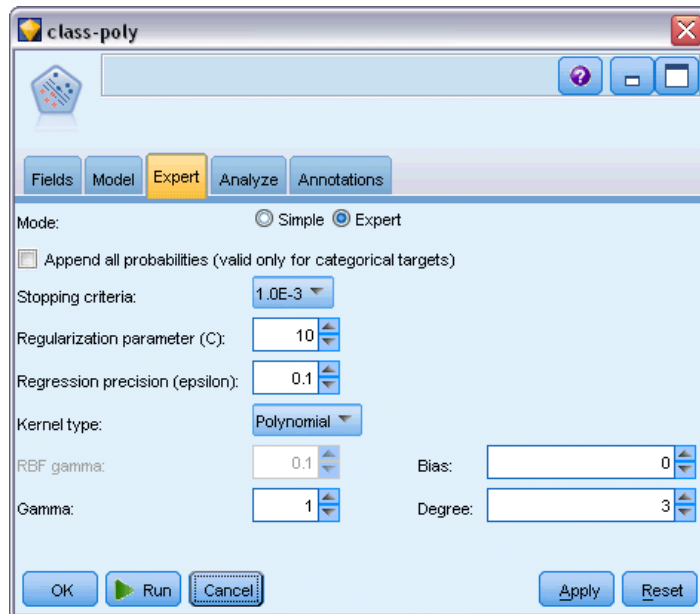 class-poly
Fields Model Expert Analyze Annotations
Mode: Simple Expert
Append all probabilities (valid only for categorical targets)
Stopping criteria: 1.0E-3
Regularization parameter (C): 10
Regression precision (epsilon): 0.1
Kernel type: Polynomial
RBF gamma: 0.1 Bias: 0
Gamma: 1 Degree: 3
OK Run Cancel Apply Reset